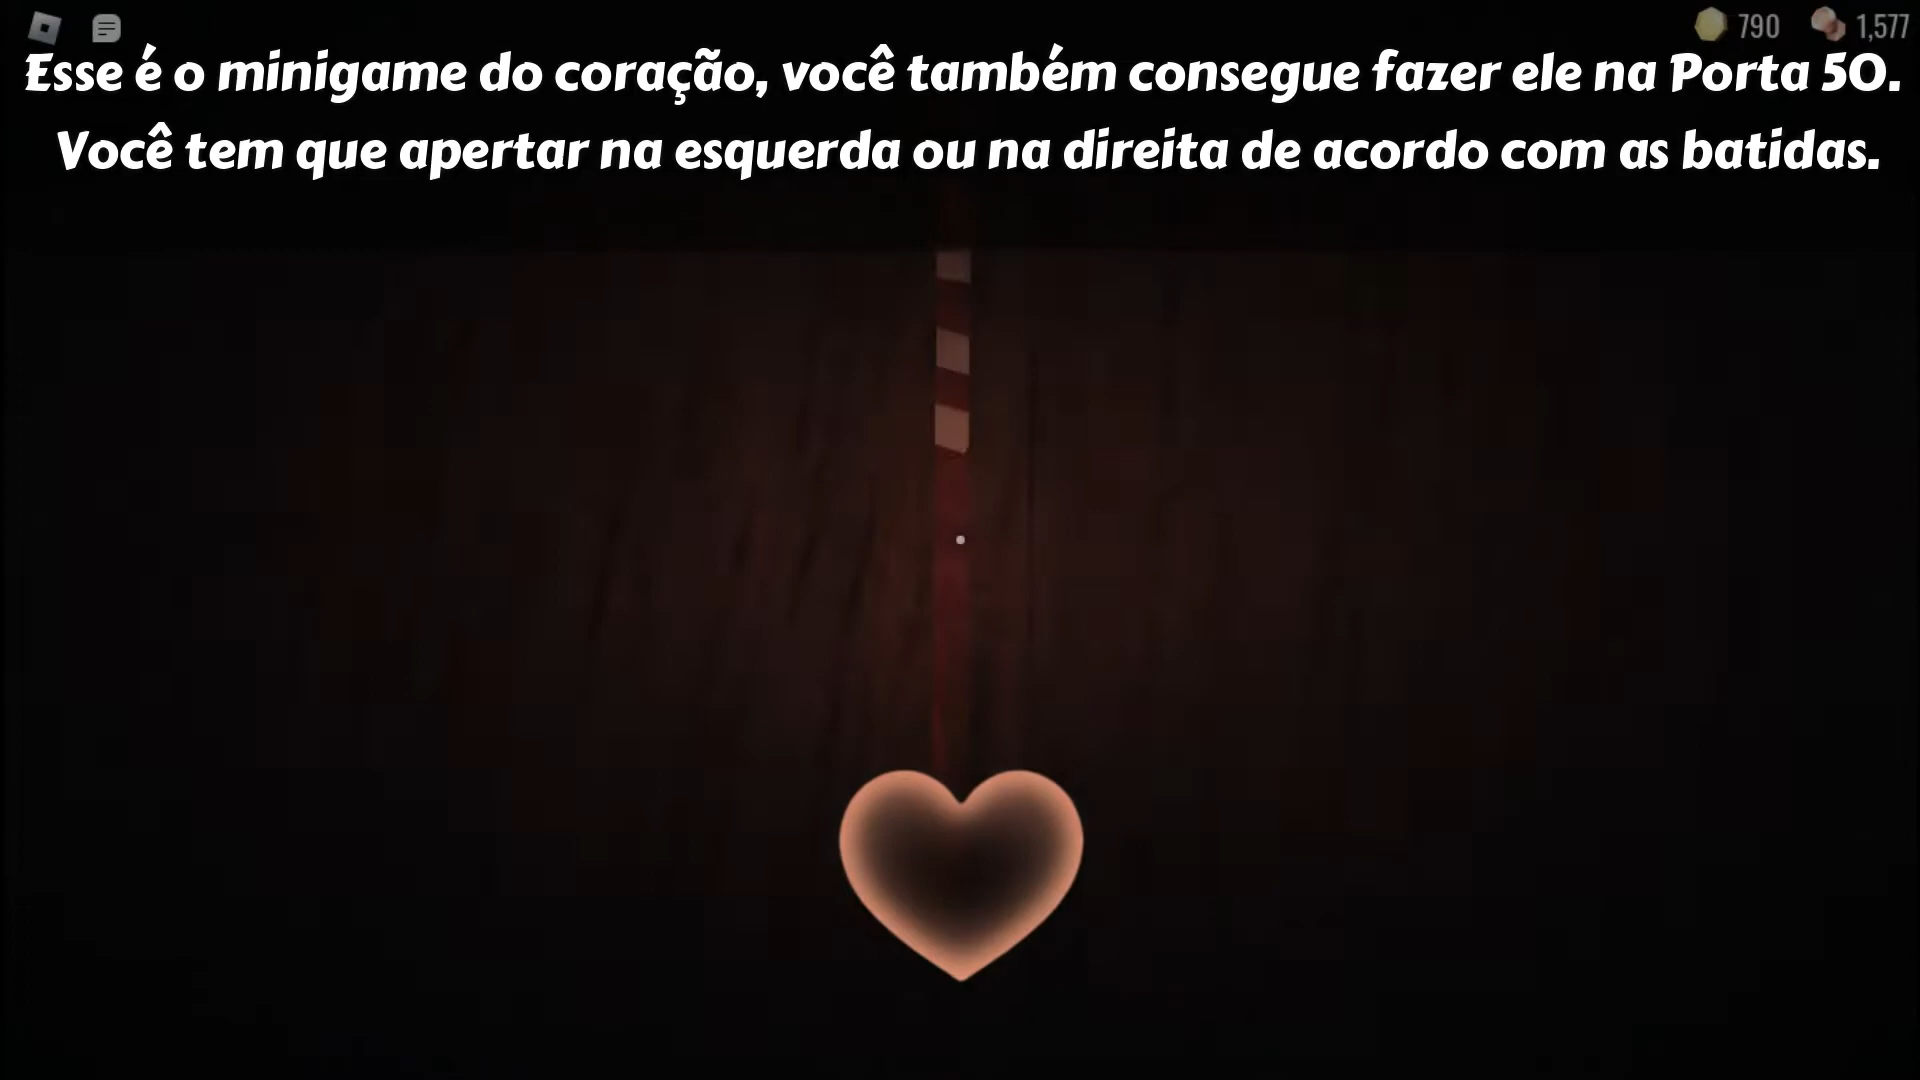 790 1,577
Esse é o minigame do coração, você também consegue fazer ele na Porta 50.
Você tem que apertar na esquerda ou na direita de acordo com as batidas.